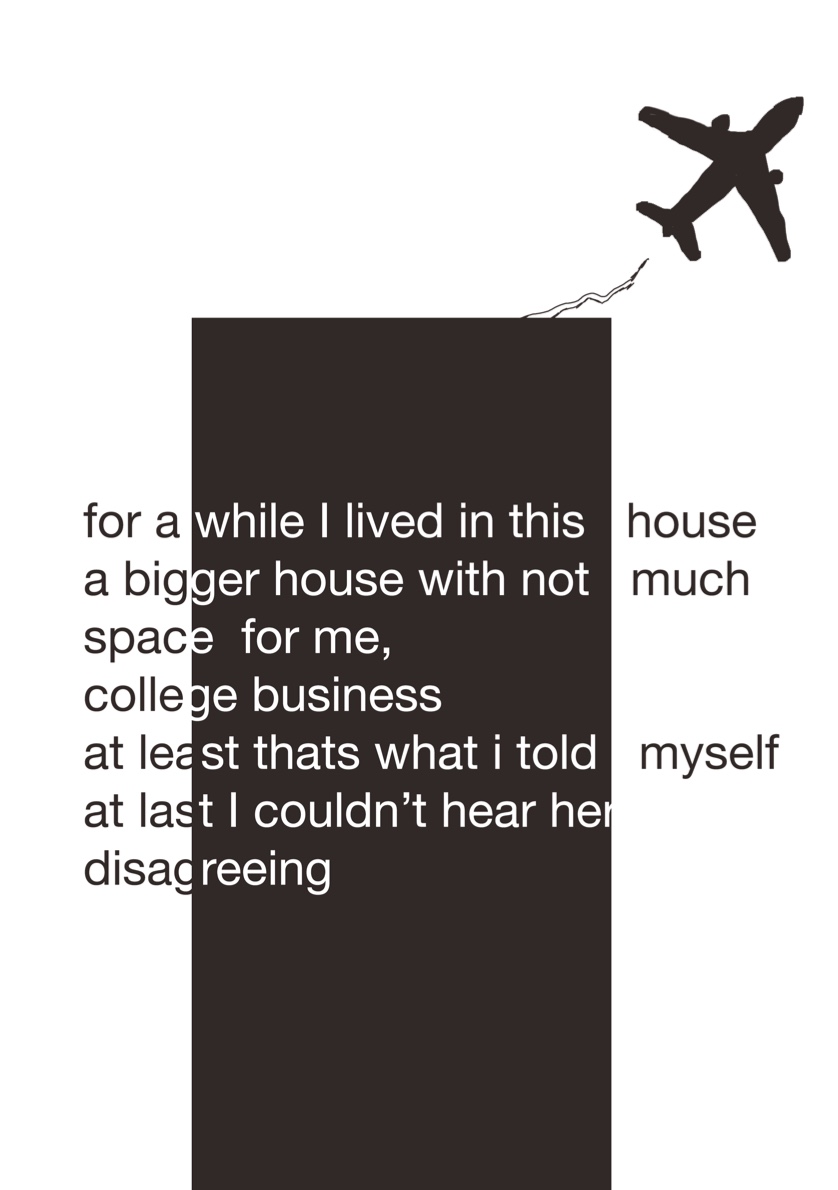 for a while I lived in this house
a bigger house with not much
space for me,
college business
at least thats what i told myself
at last I couldn’t hear her
disagreeing